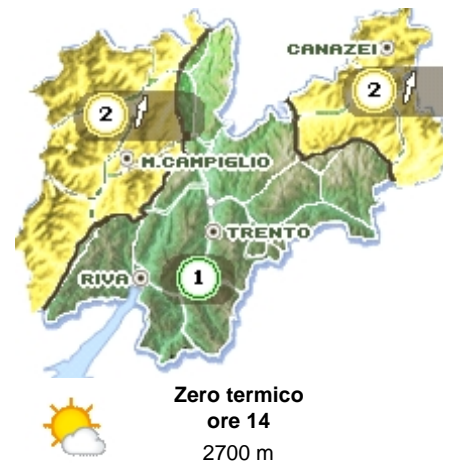 CANAZEI
2
2
M.CAMPIGLIO
TRENTO
RIVA
1
Zero termico
ore 14
2700 m